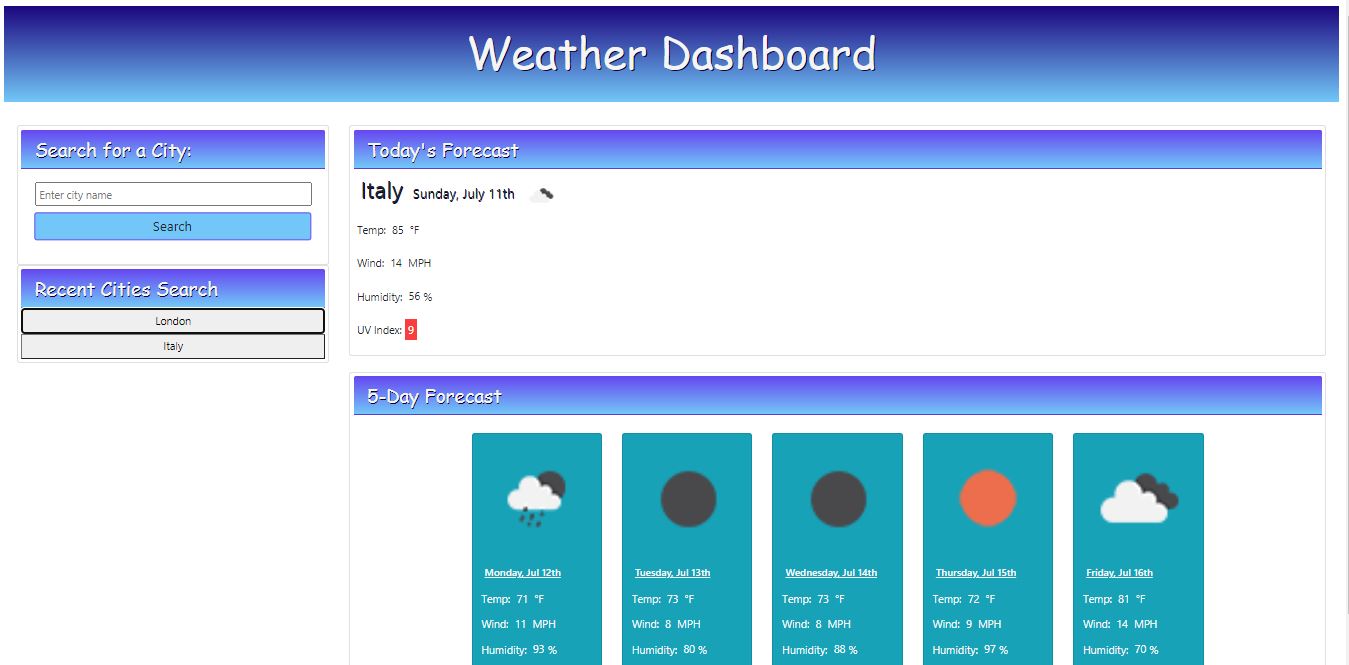 Weather Dashboard
Search for a City:
Enter city name
Search
Recent Cities Search
London
Italy
Today's Forecast
Italy Sunday, July 11th
Temp: 85 °F
Wind: 14 MPH
Humidity: 56 %
UV Index: 9
5-Day Forecast
Monday, Jul 12th
Temp: 71 °F
Wind: 11 MPH
Humidity: 93 %
Tuesday, Jul 13th
Temp: 73 °F
Wind: 8 MPH
Humidity: 80 %
Wednesday, Jul 14th
Temp: 73 °F
Wind: 8 MPH
Humidity: 88 %
Thursday, Jul 15th
Temp: 72 °F
Wind: 9 MPH
Humidity: 97 %
Friday, Jul 16th
Temp: 81 °F
Wind: 14 MPH
Humidity: 70 %